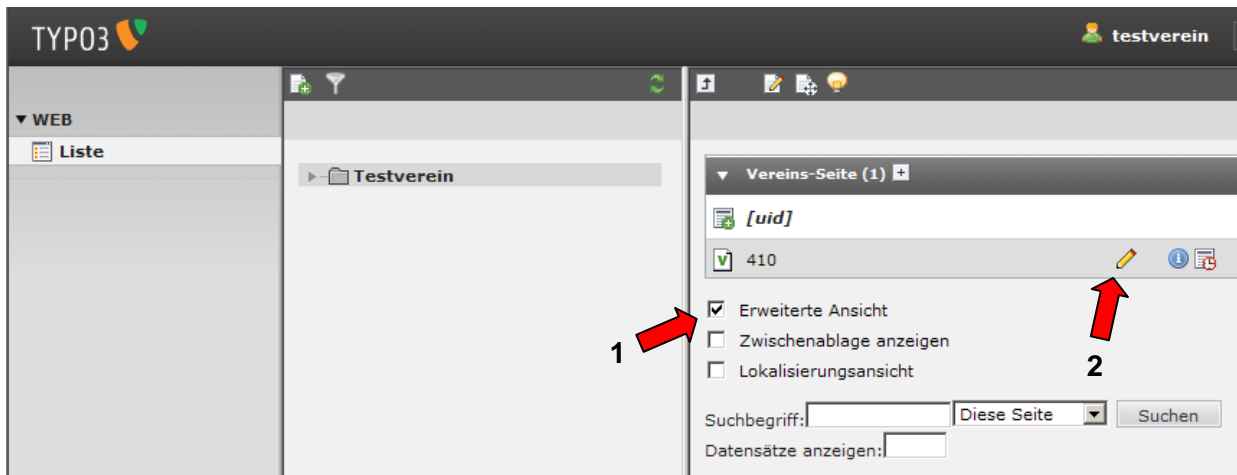 TYPO3
testverein
WEB
Liste
Testverein
Vereins-Seite (1)
[uid]
410
Erweiterte Ansicht
1
Zwischenablage anzeigen
2
Lokalisierungsansicht
Suchbegriff: Diese Seite Suchen
Datensätze anzeigen: